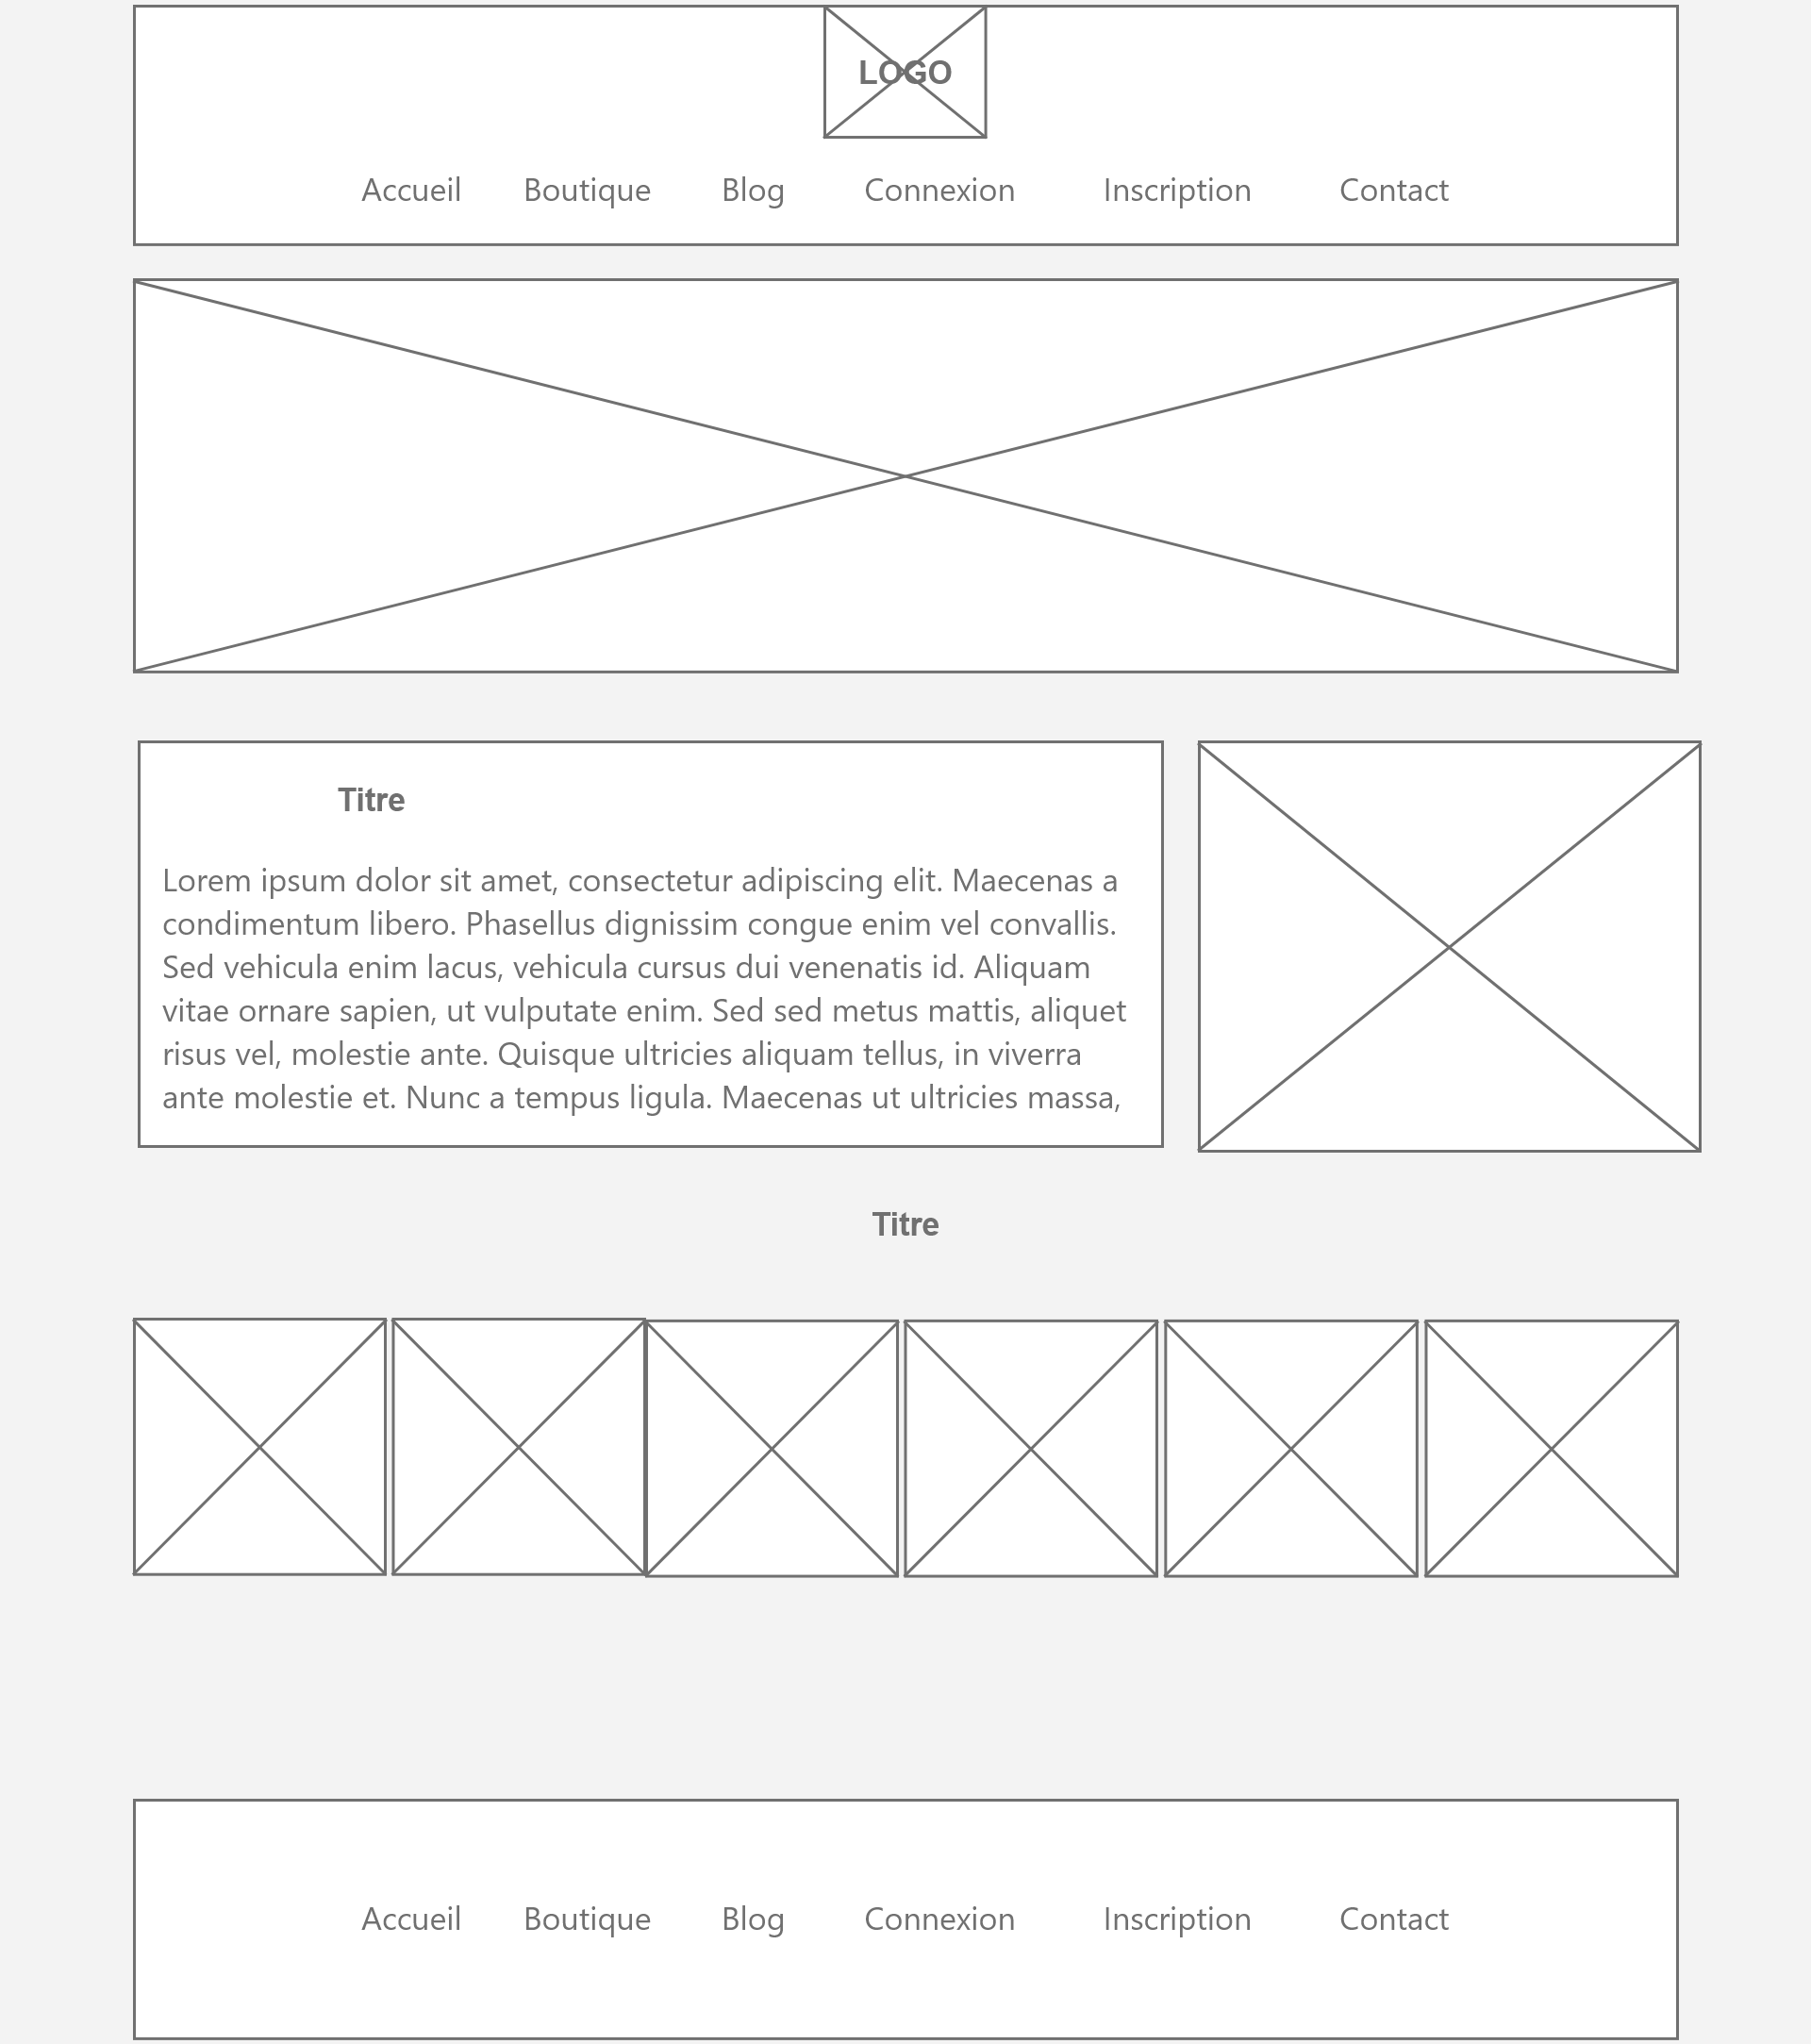 LOGO
Accueil Boutique Blog Connexion Inscription Contact
Titre
Lorem ipsum dolor sit amet, consectetur adipiscing elit. Maecenas a
condimentum libero. Phasellus dignissim congue enim vel convallis.
Sed vehicula enim lacus, vehicula cursus dui venenatis id. Aliquam
vitae ornare sapien, ut vulputate enim. Sed sed metus mattis, aliquet
risus vel, molestie ante. Quisque ultricies aliquam tellus, in viverra
ante molestie et. Nunc a tempus ligula. Maecenas ut ultricies massa,
Titre
Accueil Boutique Blog Connexion Inscription Contact